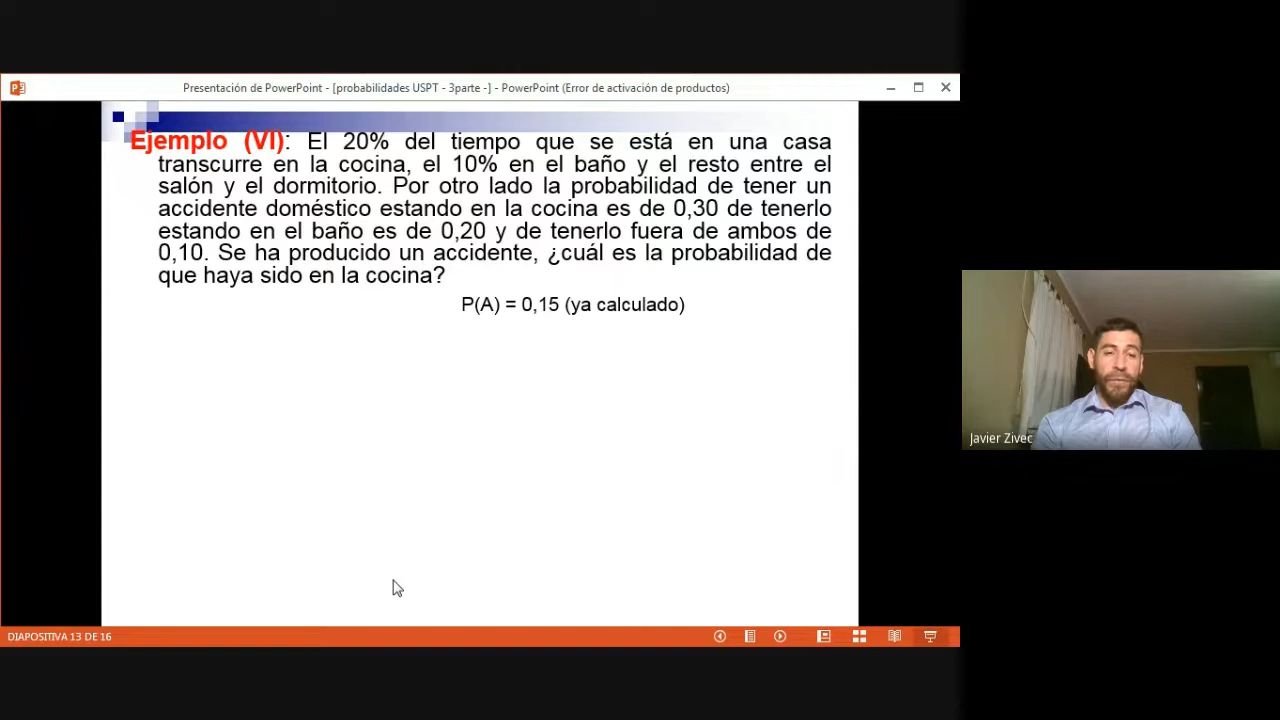 Presentación de PowerPoint - [probabilidades USPT - 3parte -] - PowerPoint (Error de activación de productos)
Ejemplo (VI): El 20% del tiempo que se está en una casa
transcurre en la cocina, el 10% en el baño y el resto entre el
salón y el dormitorio. Por otro lado la probabilidad de tener un
accidente doméstico estando en la cocina es de 0,30 de tenerlo
estando en el baño es de 0,20 y de tenerlo fuera de ambos de
0,10. Se ha producido un accidente, ¿cuál es la probabilidad de
que haya sido en la cocina?
P(A) = 0,15 (ya calculado)
Javier Zivec
DIAPOSITIVA 13 DE 16